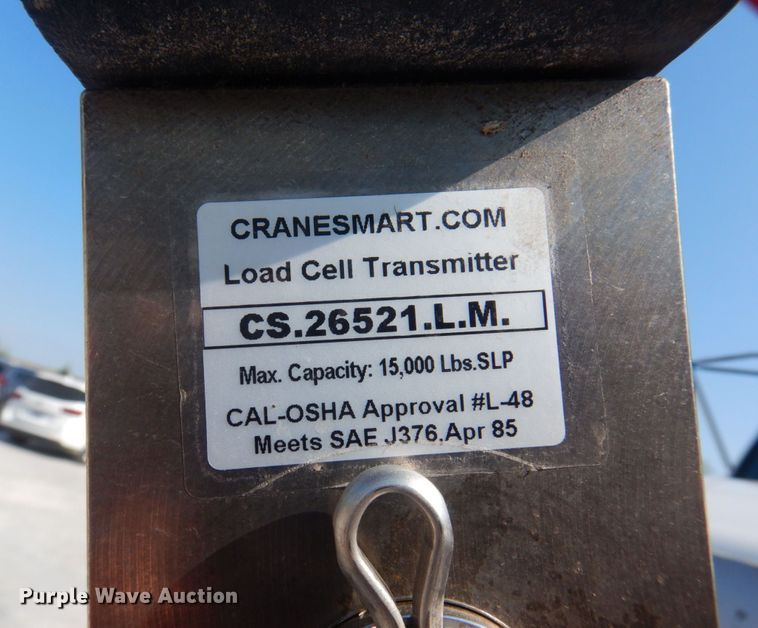 CRANESMART.COM
Load Cell Transmitter
CS.26521.L.M.
Max. Capacity: 15,000 Lbs.SLP
CAL-OSHA Approval #L-48
Meets SAE J376.Apr 85
Purple Wave Auction